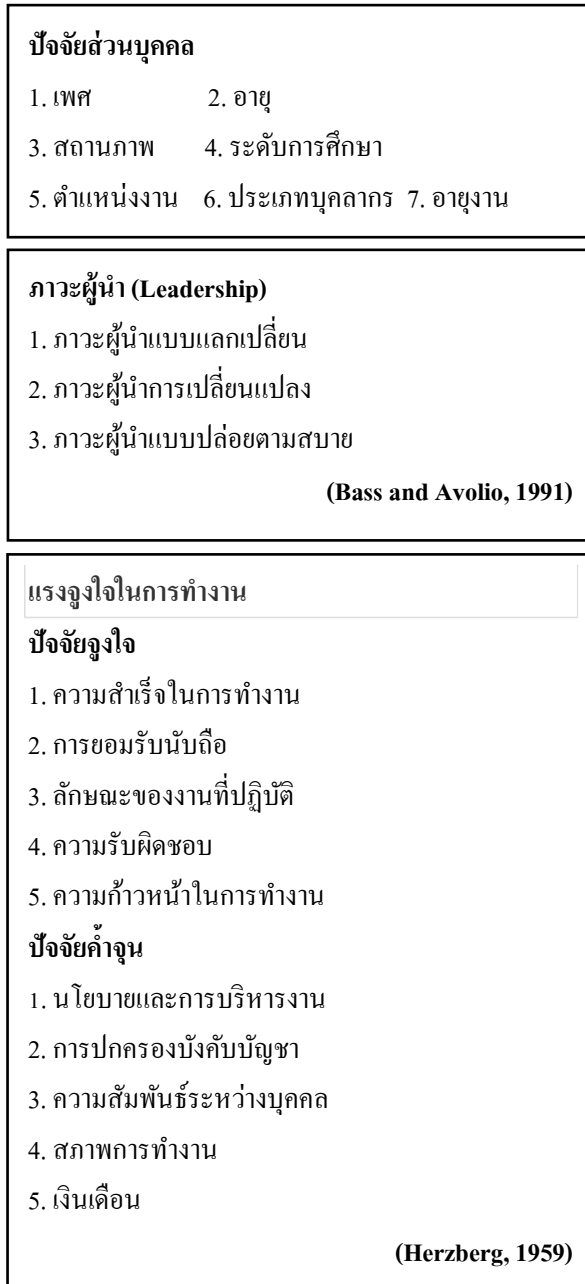 ปัจจัยส่วนบุคคล
1. เพศ 2. อายุ
3. สถานภาพ 4. ระดับการศึกษา
5. ตำแหน่งงาน 6. ประเภทบุคลากร 7. อายุงาน
ภาวะผู้นำ (Leadership)
1. ภาวะผู้นำแบบแลกเปลี่ยน
2. ภาวะผู้นำการเปลี่ยนแปลง
3. ภาวะผู้นำแบบปล่อยตามสบาย
(Bass and Avolio, 1991)
แรงจูงใจในการทำงาน
ปัจจัยจูงใจ
1. ความสำเร็จในการทำงาน
2. การยอมรับนับถือ
3. ลักษณะของงานที่ปฏิบัติ
4. ความรับผิดชอบ
5. ความก้าวหน้าในการทำงาน
ปัจจัยค้ำจุน
1. นโยบายและการบริหารงาน
2. การปกครองบังคับบัญชา
3. ความสัมพันธ์ระหว่างบุคคล
4. สภาพการทำงาน
5. เงินเดือน
(Herzberg, 1959)